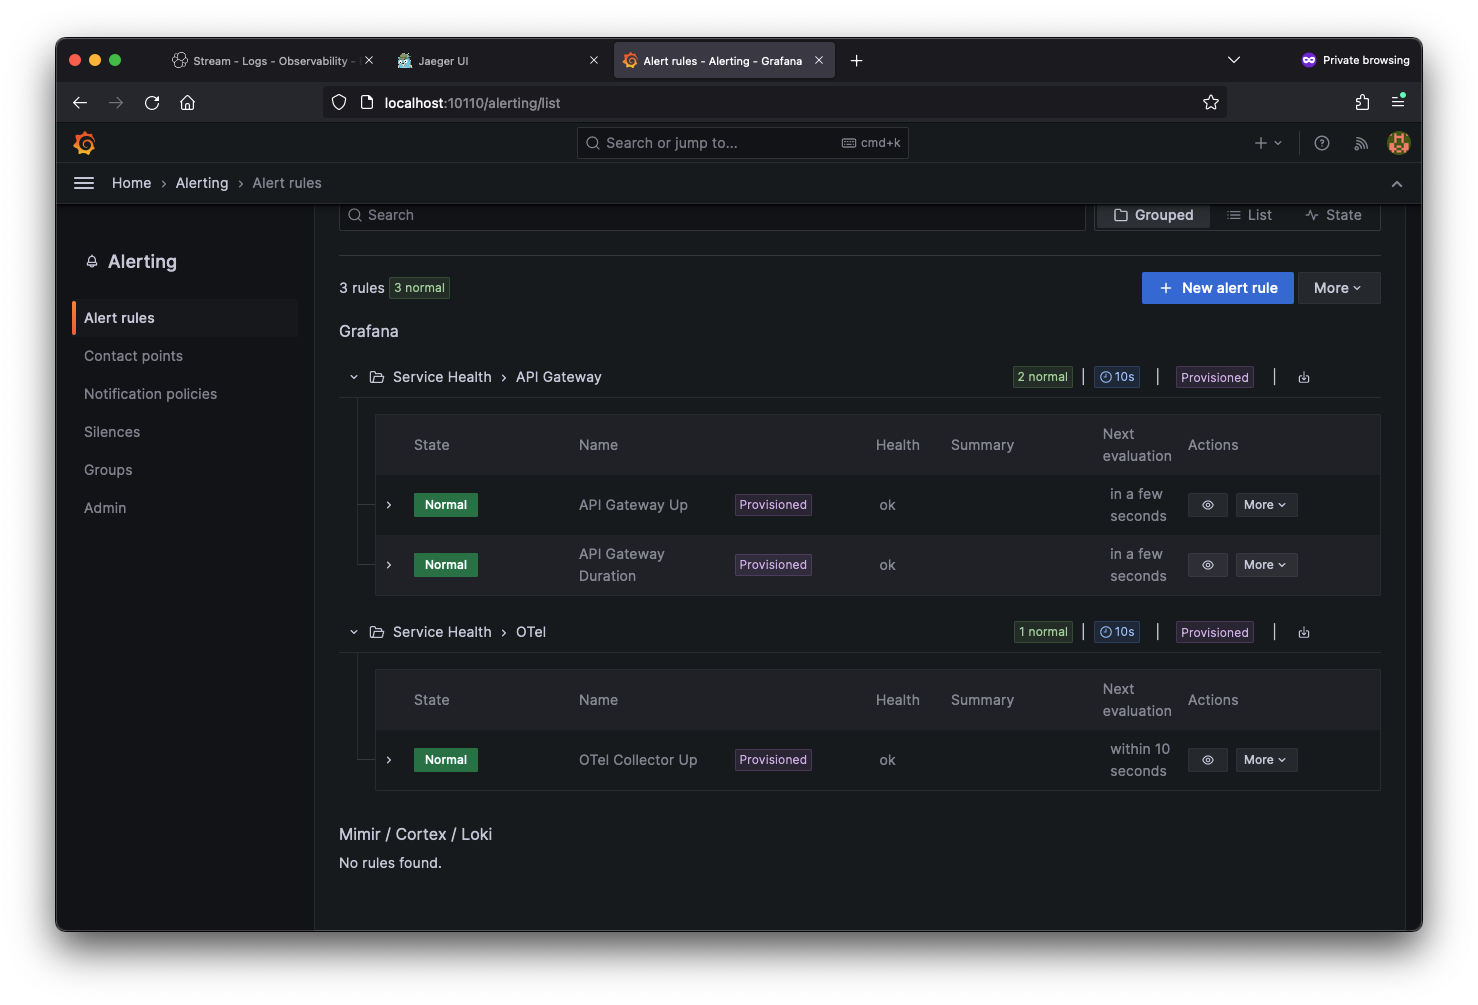 Stream - Logs - Observability -
Jaeger UI
Alert rules - Alerting - Grafana
Private browsing
localhost:10110/alerting/list
Search or jump to...
cmd+k
Home › Alerting › Alert rules
Search
Grouped
List
State
Alerting
3 rules 3 normal
New alert rule
More
Alert rules
Contact points
Notification policies
Silences
Groups
Admin
Grafana
Service Health › API Gateway
2 normal | 10s | Provisioned |
State Name Health Summary Next evaluation Actions
Normal API Gateway Up Provisioned ok in a few seconds More
Normal API Gateway Duration Provisioned ok in a few seconds More
Service Health › OTel
1 normal | 10s | Provisioned |
State Name Health Summary Next evaluation Actions
Normal OTel Collector Up Provisioned ok within 10 seconds More
Mimir / Cortex / Loki
No rules found.